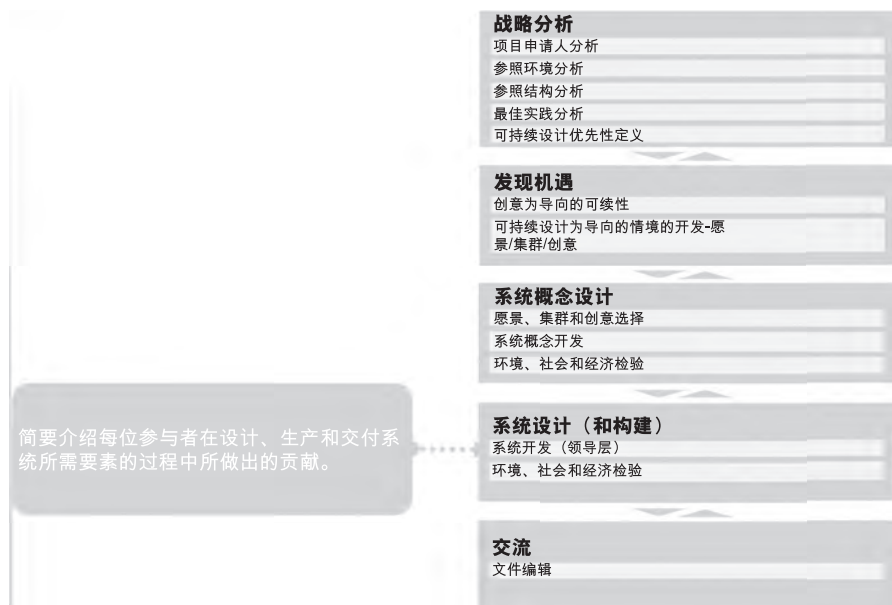 战略分析
项目申请人分析
参照环境分析
参照结构分析
最佳实践分析
可持续设计优先性定义
发现机遇
创意为导向的可续性
可持续设计为导向的情境的开发-愿
景/集群/创意
系统概念设计
愿景、集群和创意选择
系统概念开发
环境、社会和经济检验
简要介绍每位参与者在设计、生产和交付系
统所需要素的过程中所做出的贡献。
系统设计（和构建）
系统开发（领导层）
环境、社会和经济检验
交流
文件编辑